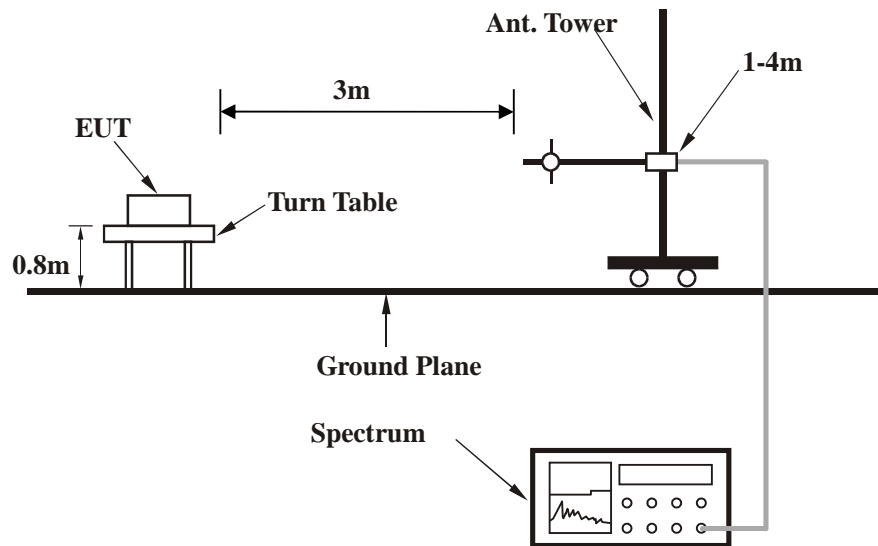 Ant. Tower
1-4m
3m
EUT
Turn Table
0.8m
Ground Plane
Spectrum